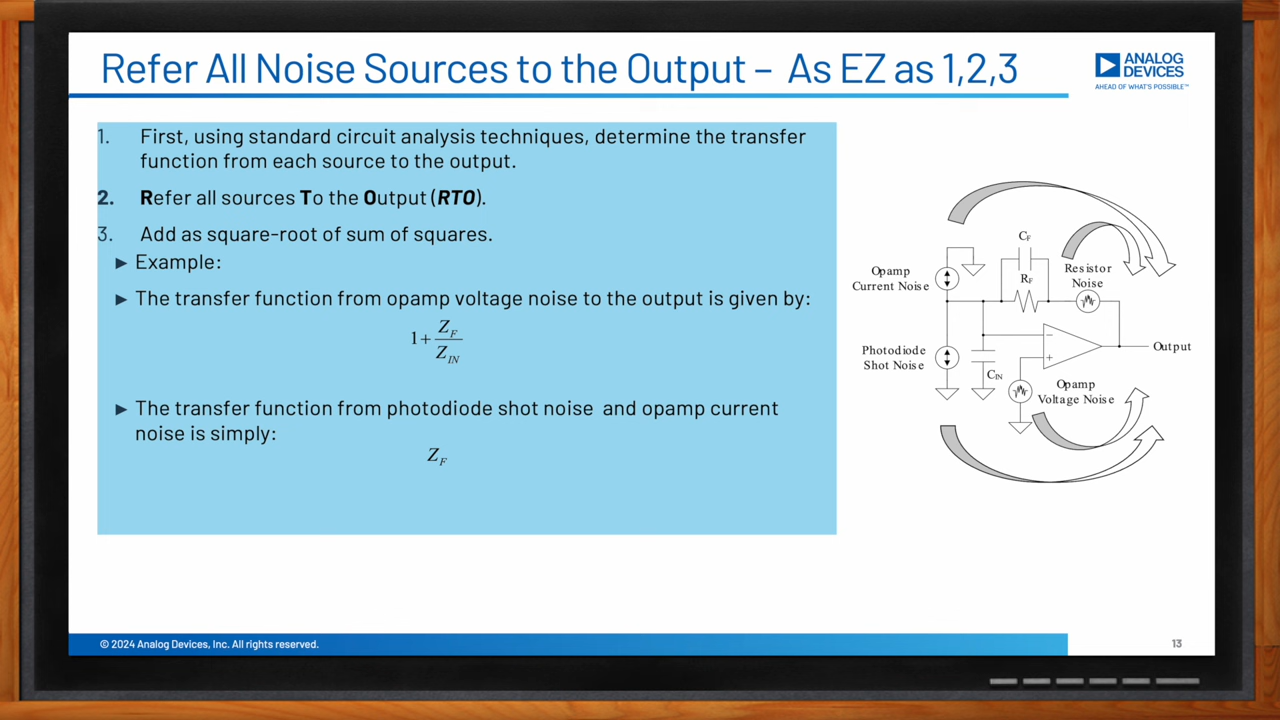 Refer All Noise Sources to the Output – As EZ as 1,2,3
ANALOG
DEVICES
AHEAD OF WHAT'S POSSIBLE™
1. First, using standard circuit analysis techniques, determine the transfer
function from each source to the output.
2. Refer all sources To the Output (RTO).
3. Add as square-root of sum of squares.
► Example:
► The transfer function from opamp voltage noise to the output is given by:
1 + Z_F / Z_IN
► The transfer function from photodiode shot noise and opamp current
noise is simply:
Z_F
C_F
Opamp
Current Noise
R_F
Resistor
Noise
Photodiode
Shot Noise
C_IN
−
+
Output
Opamp
Voltage Noise
© 2024 Analog Devices, Inc. All rights reserved.
13